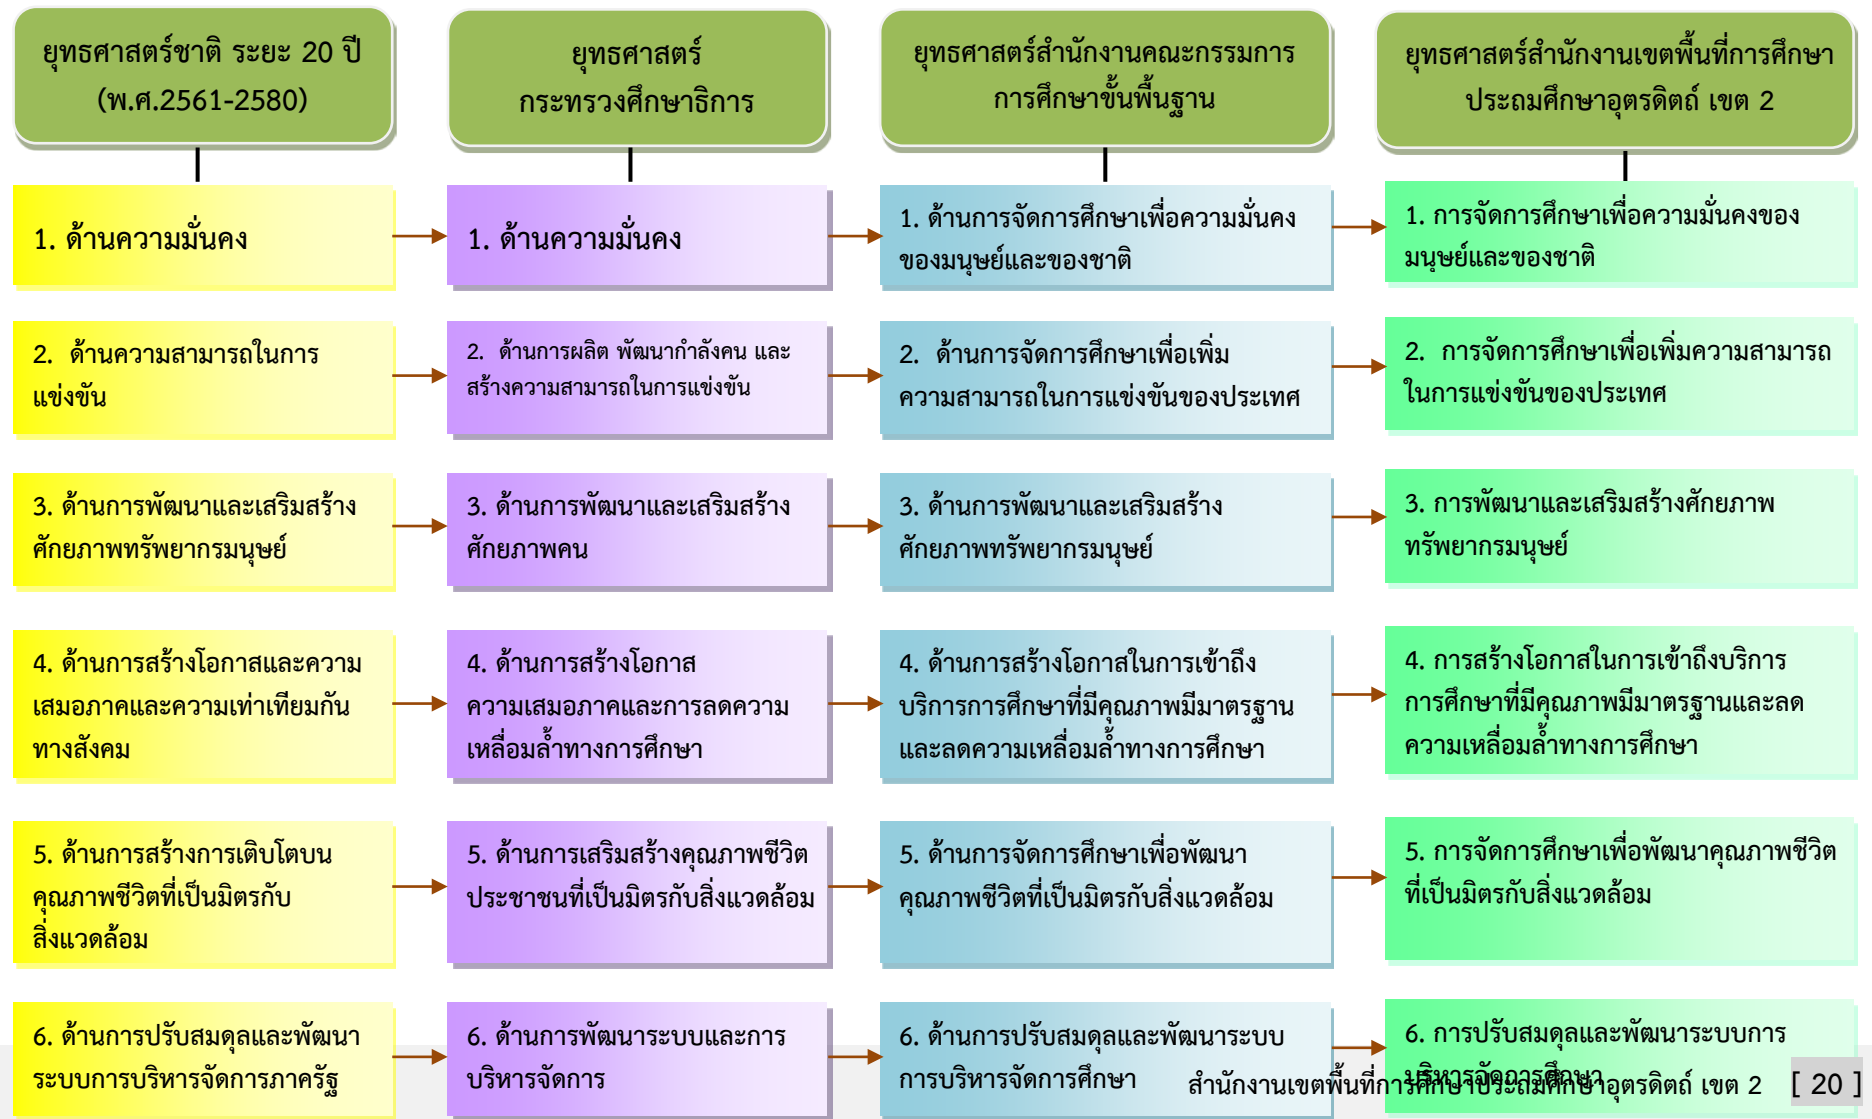 ยุทธศาสตร์ชาติ ระยะ 20 ปี
(พ.ศ.2561-2580)
ยุทธศาสตร์
กระทรวงศึกษาธิการ
ยุทธศาสตร์สำนักงานคณะกรรมการ
การศึกษาขั้นพื้นฐาน
ยุทธศาสตร์สำนักงานเขตพื้นที่การศึกษา
ประถมศึกษาอุตรดิตถ์ เขต 2
1. ด้านความมั่นคง
1. ด้านความมั่นคง
1. ด้านการจัดการศึกษาเพื่อความมั่นคง
ของมนุษย์และของชาติ
1. การจัดการศึกษาเพื่อความมั่นคงของ
มนุษย์และของชาติ
2. ด้านความสามารถในการ
แข่งขัน
2. ด้านการผลิต พัฒนากำลังคน และ
สร้างความสามารถในการแข่งขัน
2. ด้านการจัดการศึกษาเพื่อเพิ่ม
ความสามารถในการแข่งขันของประเทศ
2. การจัดการศึกษาเพื่อเพิ่มความสามารถ
ในการแข่งขันของประเทศ
3. ด้านการพัฒนาและเสริมสร้าง
ศักยภาพทรัพยากรมนุษย์
3. ด้านการพัฒนาและเสริมสร้าง
ศักยภาพคน
3. ด้านการพัฒนาและเสริมสร้าง
ศักยภาพทรัพยากรมนุษย์
3. การพัฒนาและเสริมสร้างศักยภาพ
ทรัพยากรมนุษย์
4. ด้านการสร้างโอกาสและความ
เสมอภาคและความเท่าเทียมกัน
ทางสังคม
4. ด้านการสร้างโอกาส
ความเสมอภาคและการลดความ
เหลื่อมล้ำทางการศึกษา
4. ด้านการสร้างโอกาสในการเข้าถึง
บริการการศึกษาที่มีคุณภาพมีมาตรฐาน
และลดความเหลื่อมล้ำทางการศึกษา
4. การสร้างโอกาสในการเข้าถึงบริการ
การศึกษาที่มีคุณภาพมีมาตรฐานและลด
ความเหลื่อมล้ำทางการศึกษา
5. ด้านการสร้างการเติบโตบน
คุณภาพชีวิตที่เป็นมิตรกับ
สิ่งแวดล้อม
5. ด้านการเสริมสร้างคุณภาพชีวิต
ประชาชนที่เป็นมิตรกับสิ่งแวดล้อม
5. ด้านการจัดการศึกษาเพื่อพัฒนา
คุณภาพชีวิตที่เป็นมิตรกับสิ่งแวดล้อม
5. การจัดการศึกษาเพื่อพัฒนาคุณภาพชีวิต
ที่เป็นมิตรกับสิ่งแวดล้อม
6. ด้านการปรับสมดุลและพัฒนา
ระบบการบริหารจัดการภาครัฐ
6. ด้านการพัฒนาระบบและการ
บริหารจัดการ
6. ด้านการปรับสมดุลและพัฒนาระบบ
การบริหารจัดการศึกษา
6. การปรับสมดุลและพัฒนาระบบการ
บริหารจัดการศึกษา
สำนักงานเขตพื้นที่การศึกษาประถมศึกษาอุตรดิตถ์ เขต 2 [ 20 ]